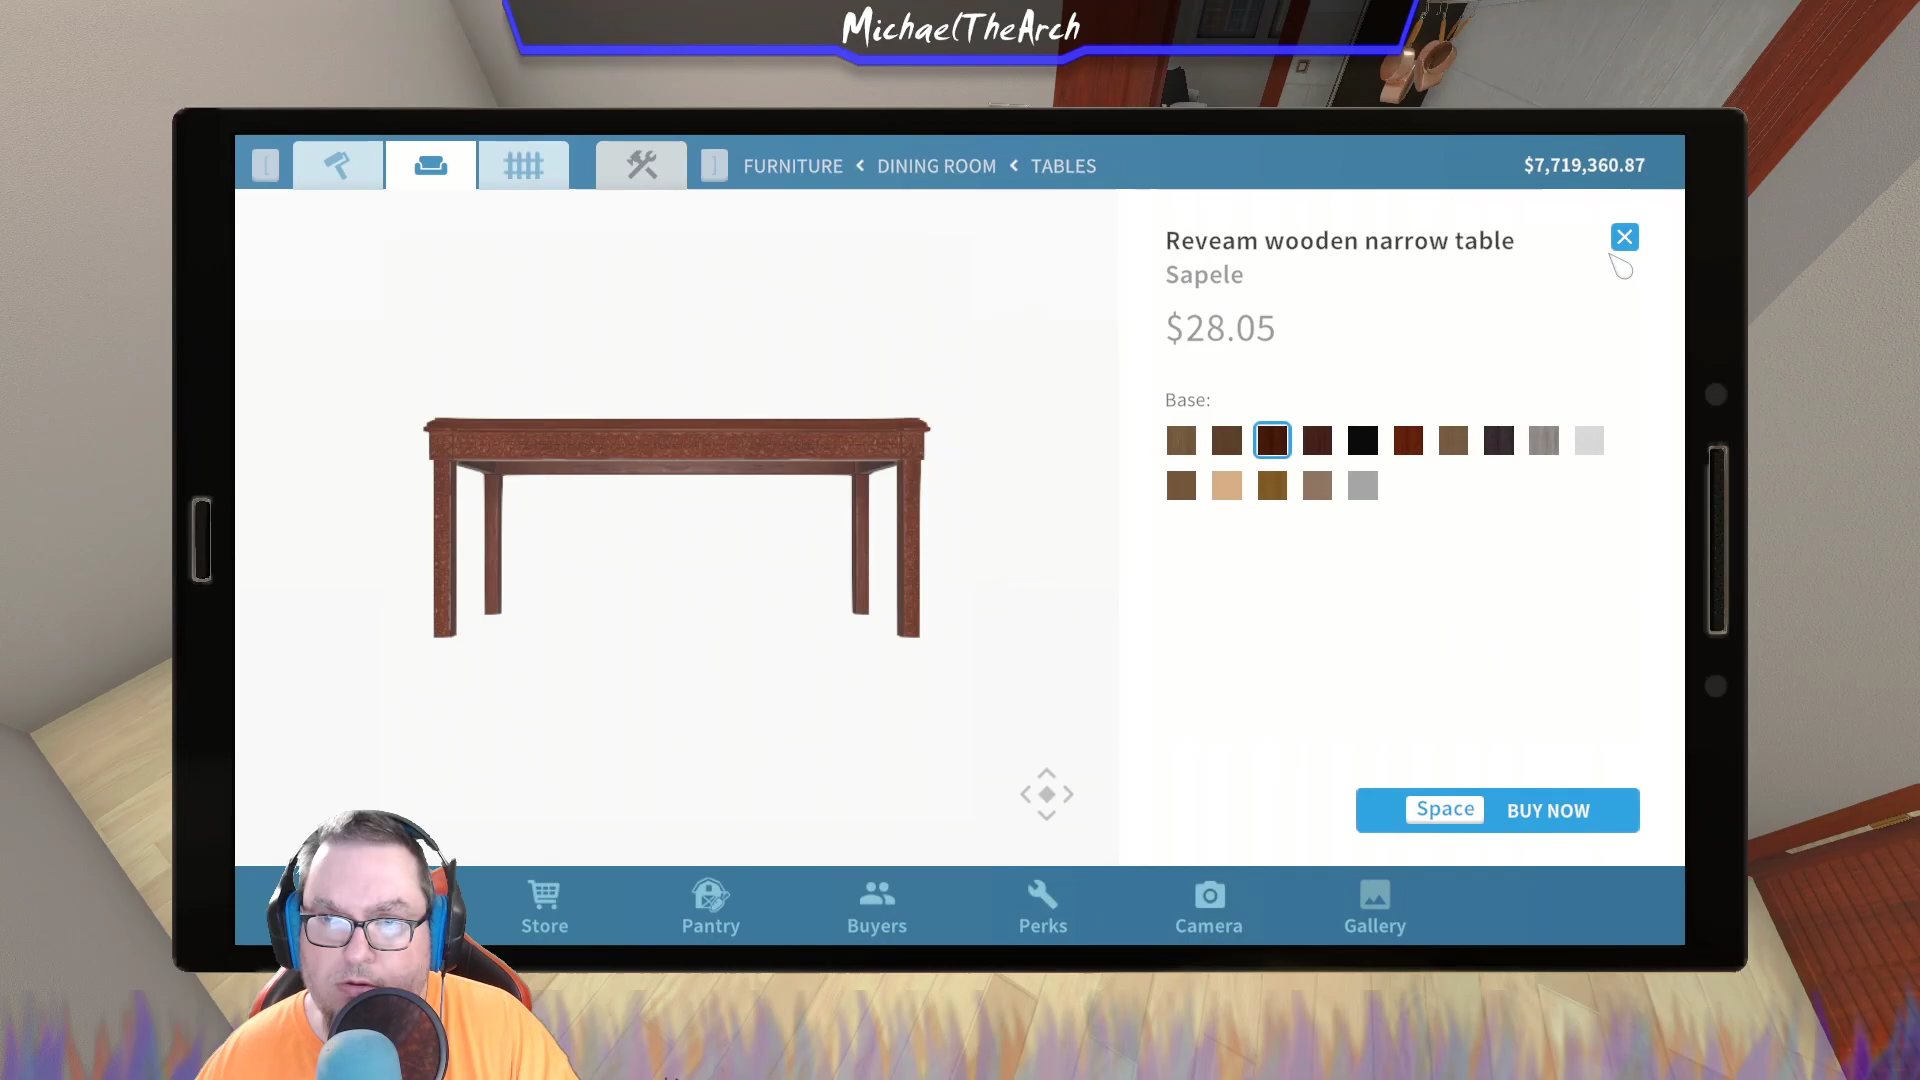 MichaelTheArch
FURNITURE < DINING ROOM < TABLES
$7,719,360.87
Reveam wooden narrow table
Sapele
$28.05
Base:
Space BUY NOW
Store Pantry Buyers Perks Camera Gallery